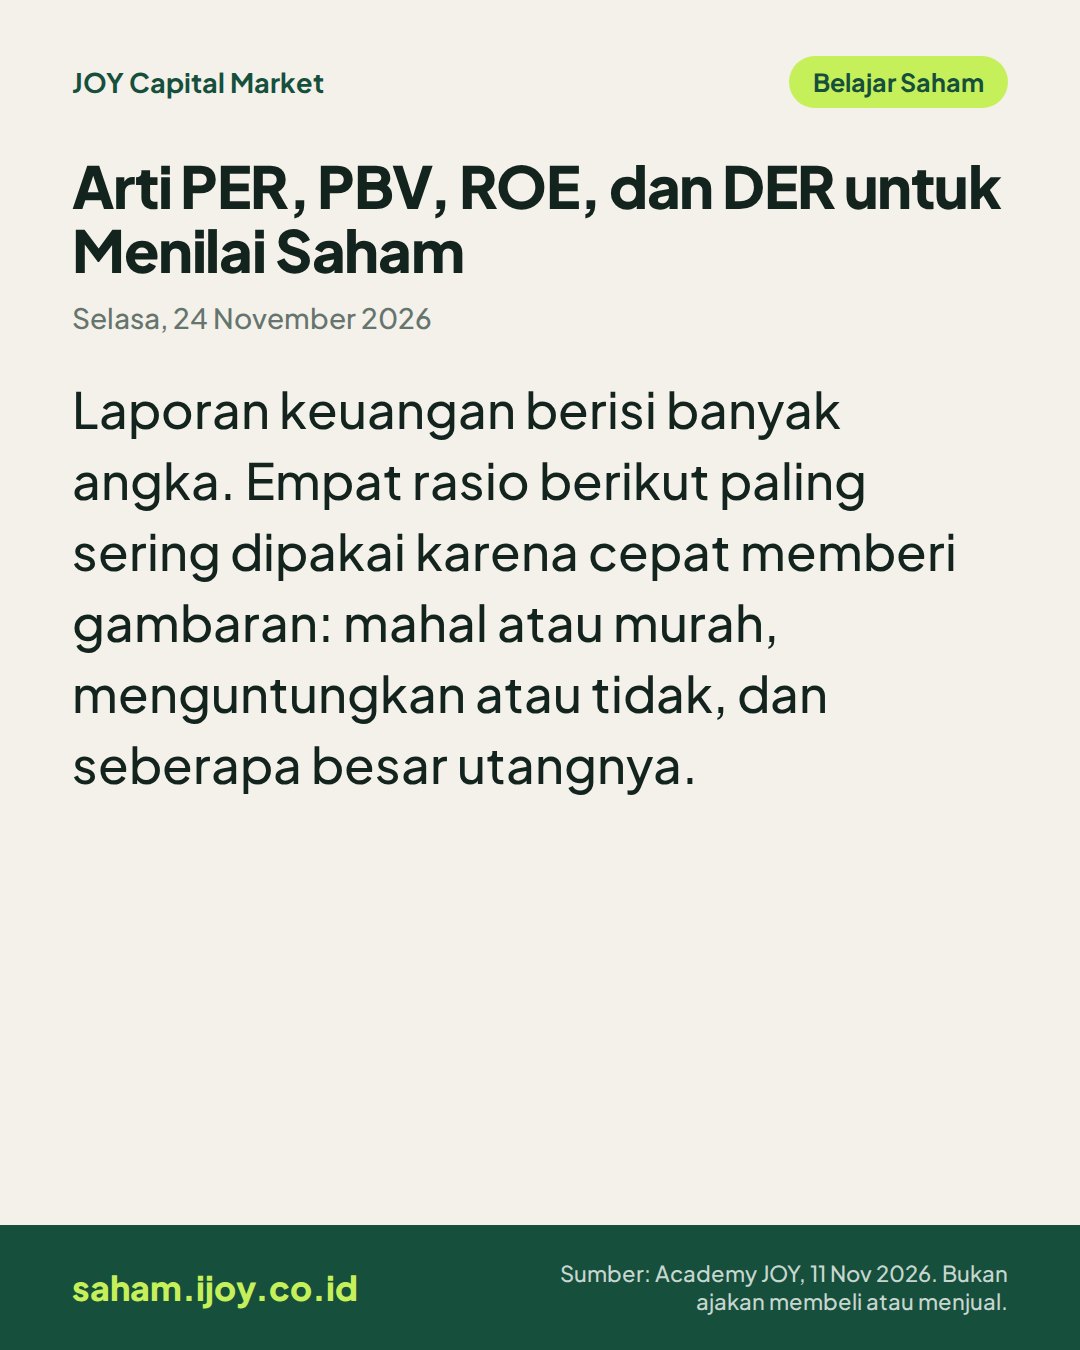 JOY Capital Market
Belajar Saham
Arti PER, PBV, ROE, dan DER untuk
Menilai Saham
Selasa, 24 November 2026
Laporan keuangan berisi banyak
angka. Empat rasio berikut paling
sering dipakai karena cepat memberi
gambaran: mahal atau murah,
menguntungkan atau tidak, dan
seberapa besar utangnya.
saham.ijoy.co.id
Sumber: Academy JOY, 11 Nov 2026. Bukan
ajakan membeli atau menjual.